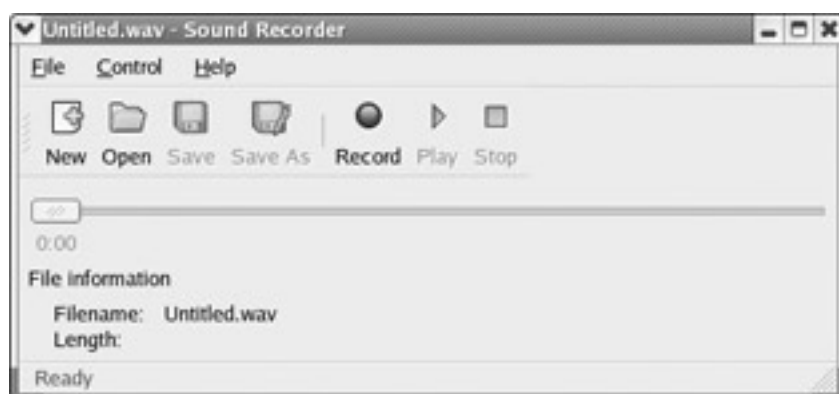 Untitled.wav - Sound Recorder
File Control Help
New Open Save Save As Record Play Stop
0:00
File information
Filename: Untitled.wav
Length:
Ready